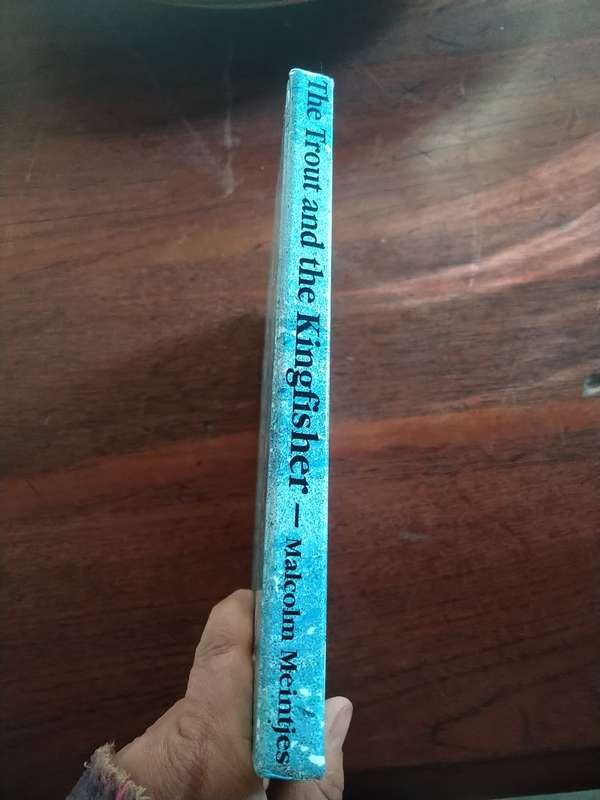 The Trout and the Kingfisher – Malcolm Meintjes